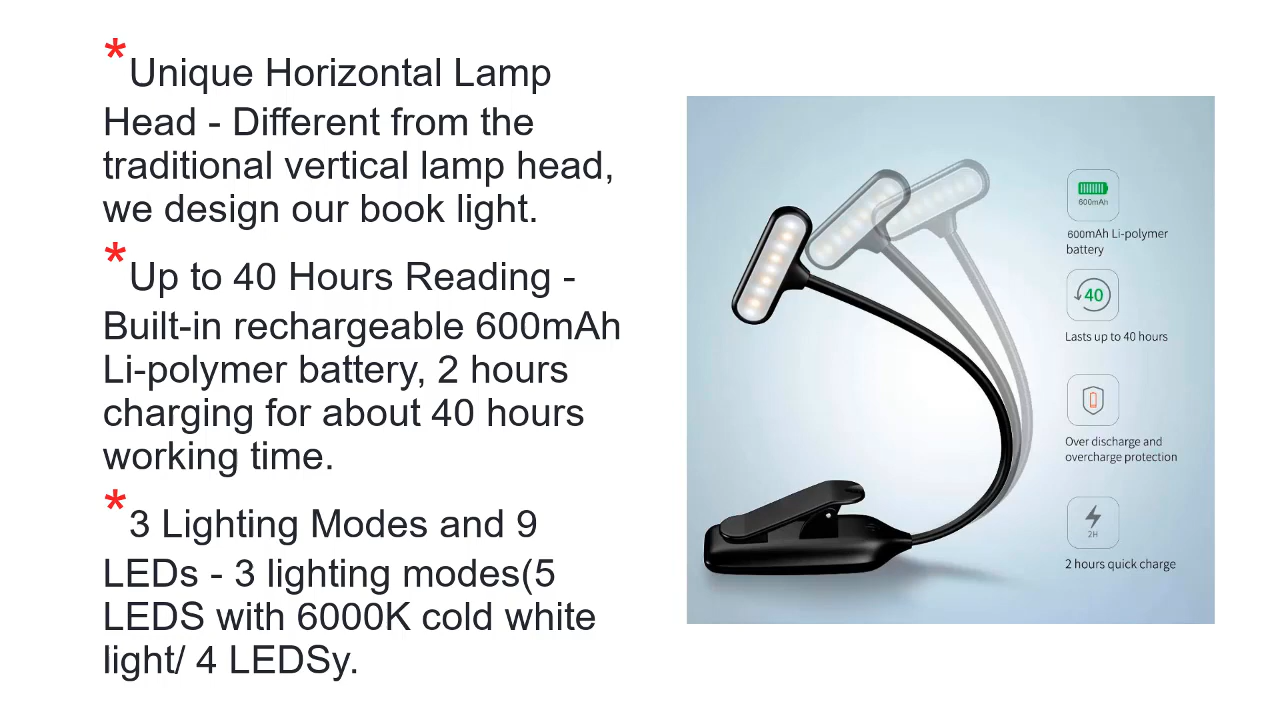 *Unique Horizontal Lamp
Head - Different from the
traditional vertical lamp head,
we design our book light.
*Up to 40 Hours Reading -
Built-in rechargeable 600mAh
Li-polymer battery, 2 hours
charging for about 40 hours
working time.
*3 Lighting Modes and 9
LEDs - 3 lighting modes(5
LEDS with 6000K cold white
light/ 4 LEDSy.
600mAh
600mAh Li-polymer
battery
40
Lasts up to 40 hours
Over discharge and
overcharge protection
2H
2 hours quick charge